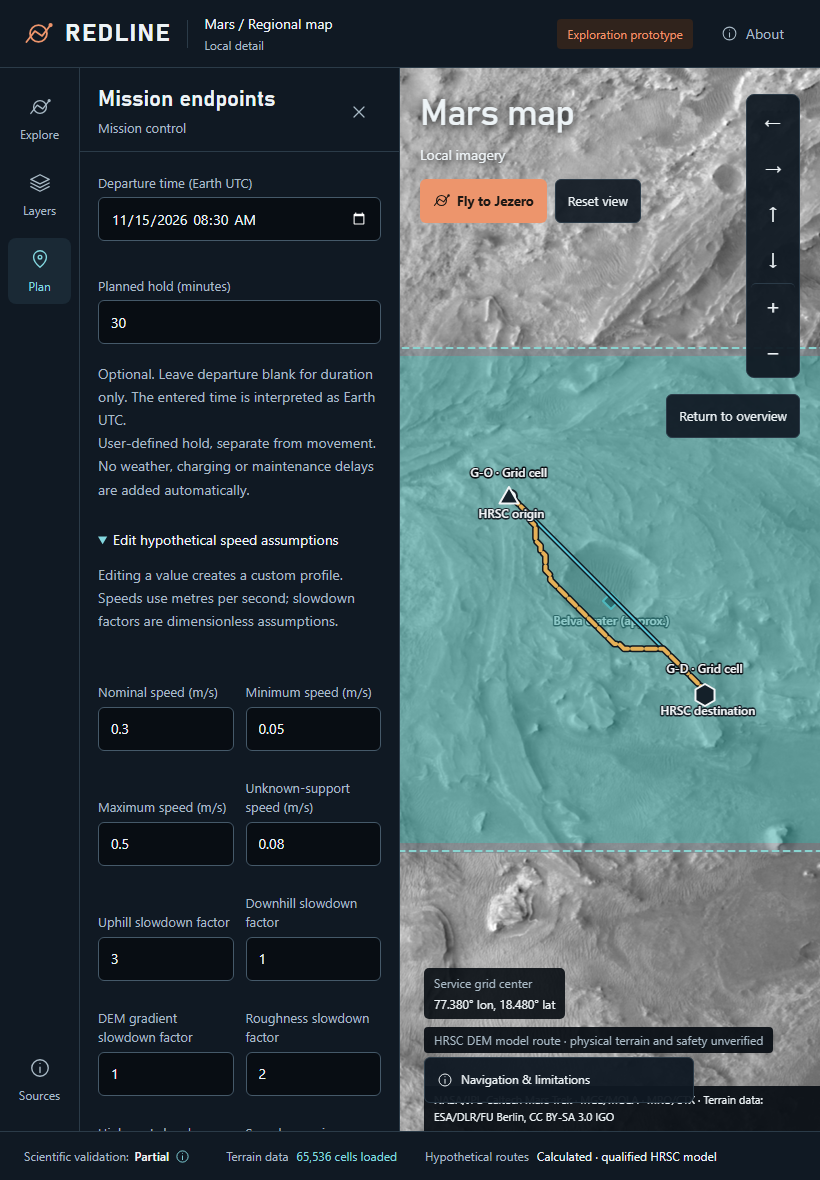 REDLINE
Mars / Regional map
Local detail
Exploration prototype
About
Explore
Layers
Plan
Sources
Mission endpoints
Mission control
Departure time (Earth UTC)
11/15/2026 08:30 AM
Planned hold (minutes)
30
Optional. Leave departure blank for duration
only. The entered time is interpreted as Earth
UTC.
User-defined hold, separate from movement.
No weather, charging or maintenance delays
are added automatically.
Edit hypothetical speed assumptions
Editing a value creates a custom profile.
Speeds use metres per second; slowdown
factors are dimensionless assumptions.
Nominal speed (m/s)
0.3
Minimum speed (m/s)
0.05
Maximum speed (m/s)
0.5
Unknown-support
speed (m/s)
0.08
Uphill slowdown factor
3
Downhill slowdown
factor
1
DEM gradient
slowdown factor
1
Roughness slowdown
factor
2
Mars map
Local imagery
Fly to Jezero
Reset view
←
→
↑
↓
+
−
Return to overview
G-O · Grid cell
HRSC origin
Belva crater (approx.)
G-D · Grid cell
HRSC destination
Service grid center
77.380° lon, 18.480° lat
HRSC DEM model route · physical terrain and safety unverified
Navigation & limitations
· Terrain data:
ESA/DLR/FU Berlin, CC BY-SA 3.0 IGO
Scientific validation: Partial
Terrain data 65,536 cells loaded
Hypothetical routes Calculated · qualified HRSC model